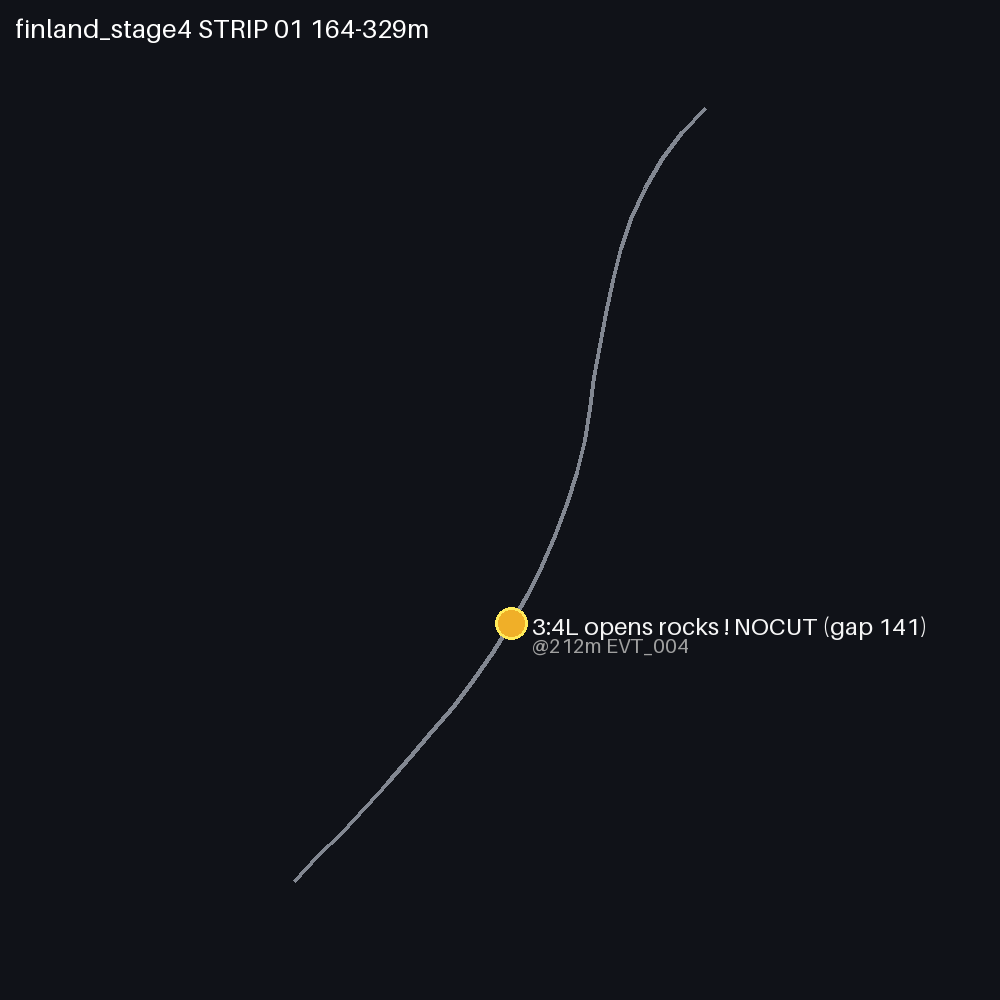 finland_stage4 STRIP 01 164-329m
3:4L opens rocks ! NOCUT (gap 141)
@212m EVT_004